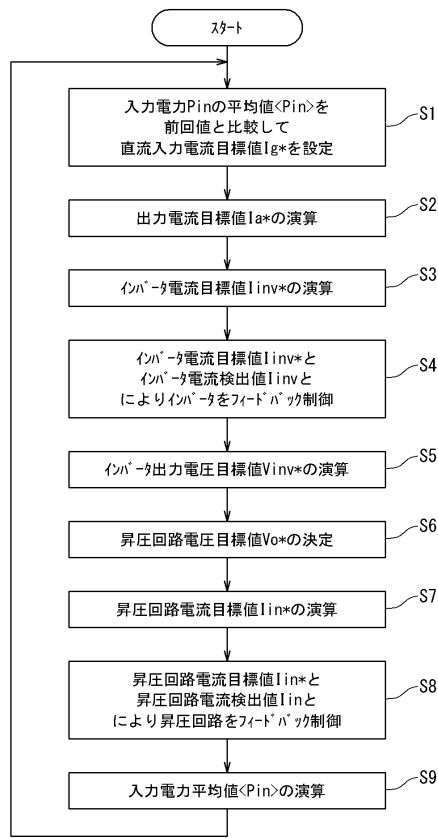 スタート
入力電力Pinの平均値<Pin>を
前回値と比較して
直流入力電流目標値Ig*を設定
S1
出力電流目標値Ia*の演算
S2
インバータ電流目標値Iinv*の演算
S3
インバータ電流目標値Iinv*と
インバータ電流検出値Iinvと
によりインバータをフィードバック制御
S4
インバータ出力電圧目標値Vinv*の演算
S5
昇圧回路電圧目標値Vo*の決定
S6
昇圧回路電流目標値Iin*の演算
S7
昇圧回路電流目標値Iin*と
昇圧回路電流検出値Iinと
により昇圧回路をフィードバック制御
S8
入力電力平均値<Pin>の演算
S9